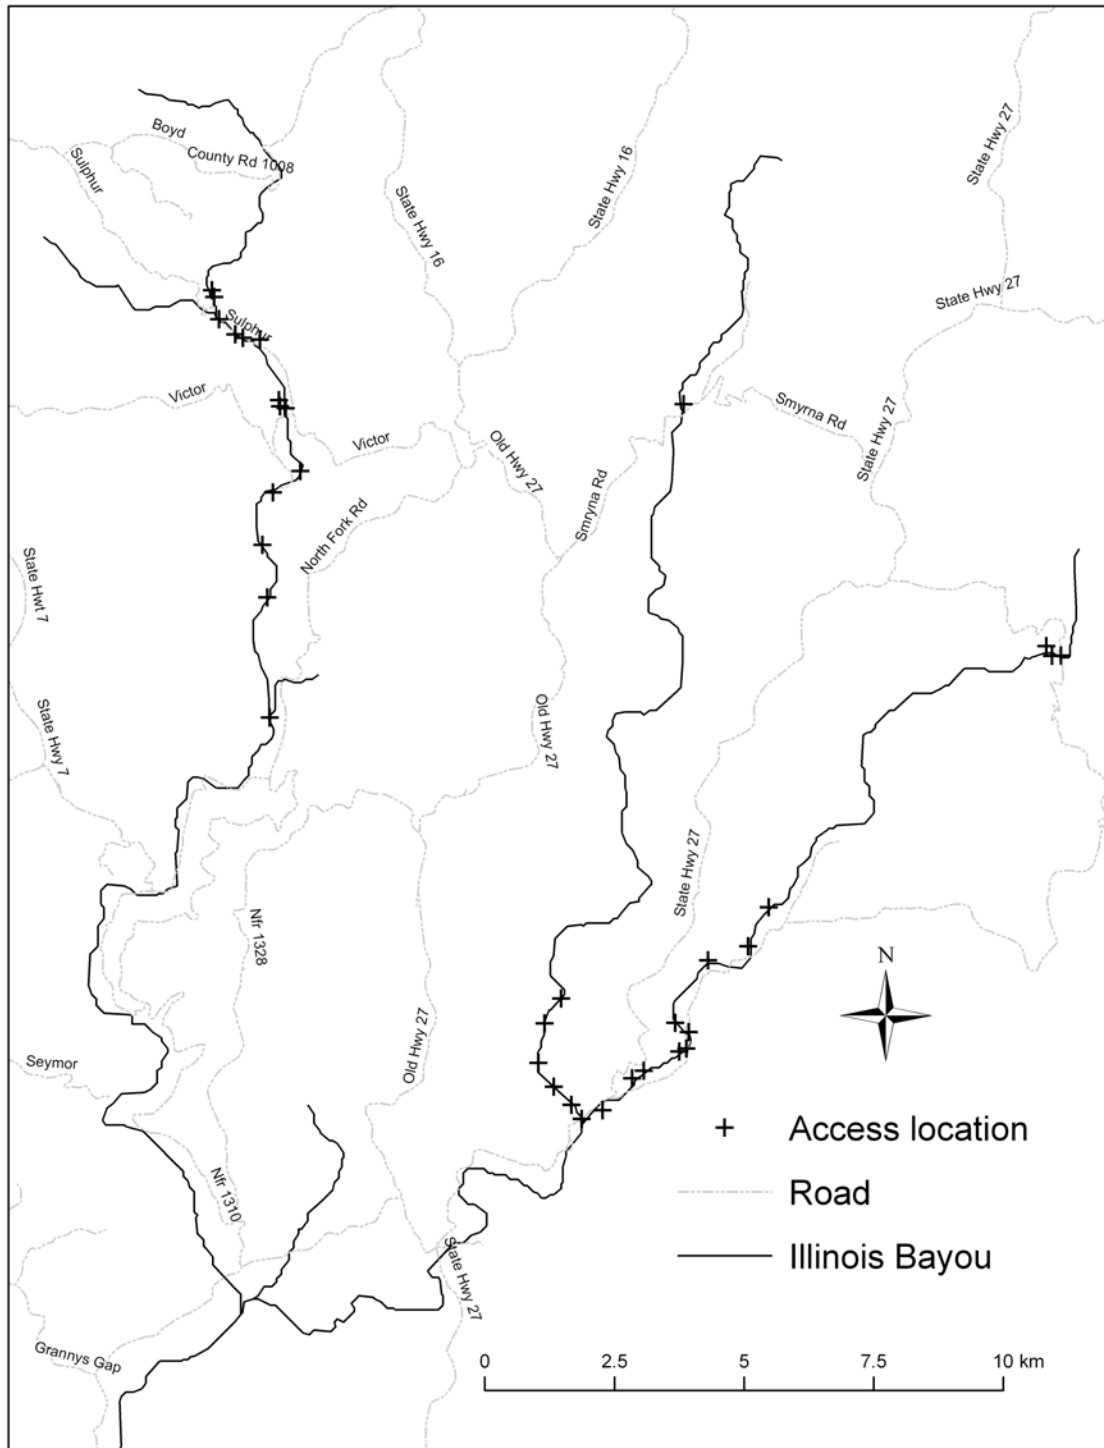 Boyd
County Rd 1008
Sulphur
State Hwy 27
State Hwy 16
State Hwy 16
State Hwy 27
Sulphur
Victor
Smyrna Rd
State Hwy 27
Victor
Old Hwy 27
Smryna Rd
North Fork Rd
State Hwt 7
State Hwy 7
Old Hwy 27
State Hwy 27
Nfr 1328
N
Old Hwy 27
Seymor
Access location
Nfr 1310
Road
State Hwy 27
Illinois Bayou
Grannys Gap
0 2.5 5 7.5 10 km